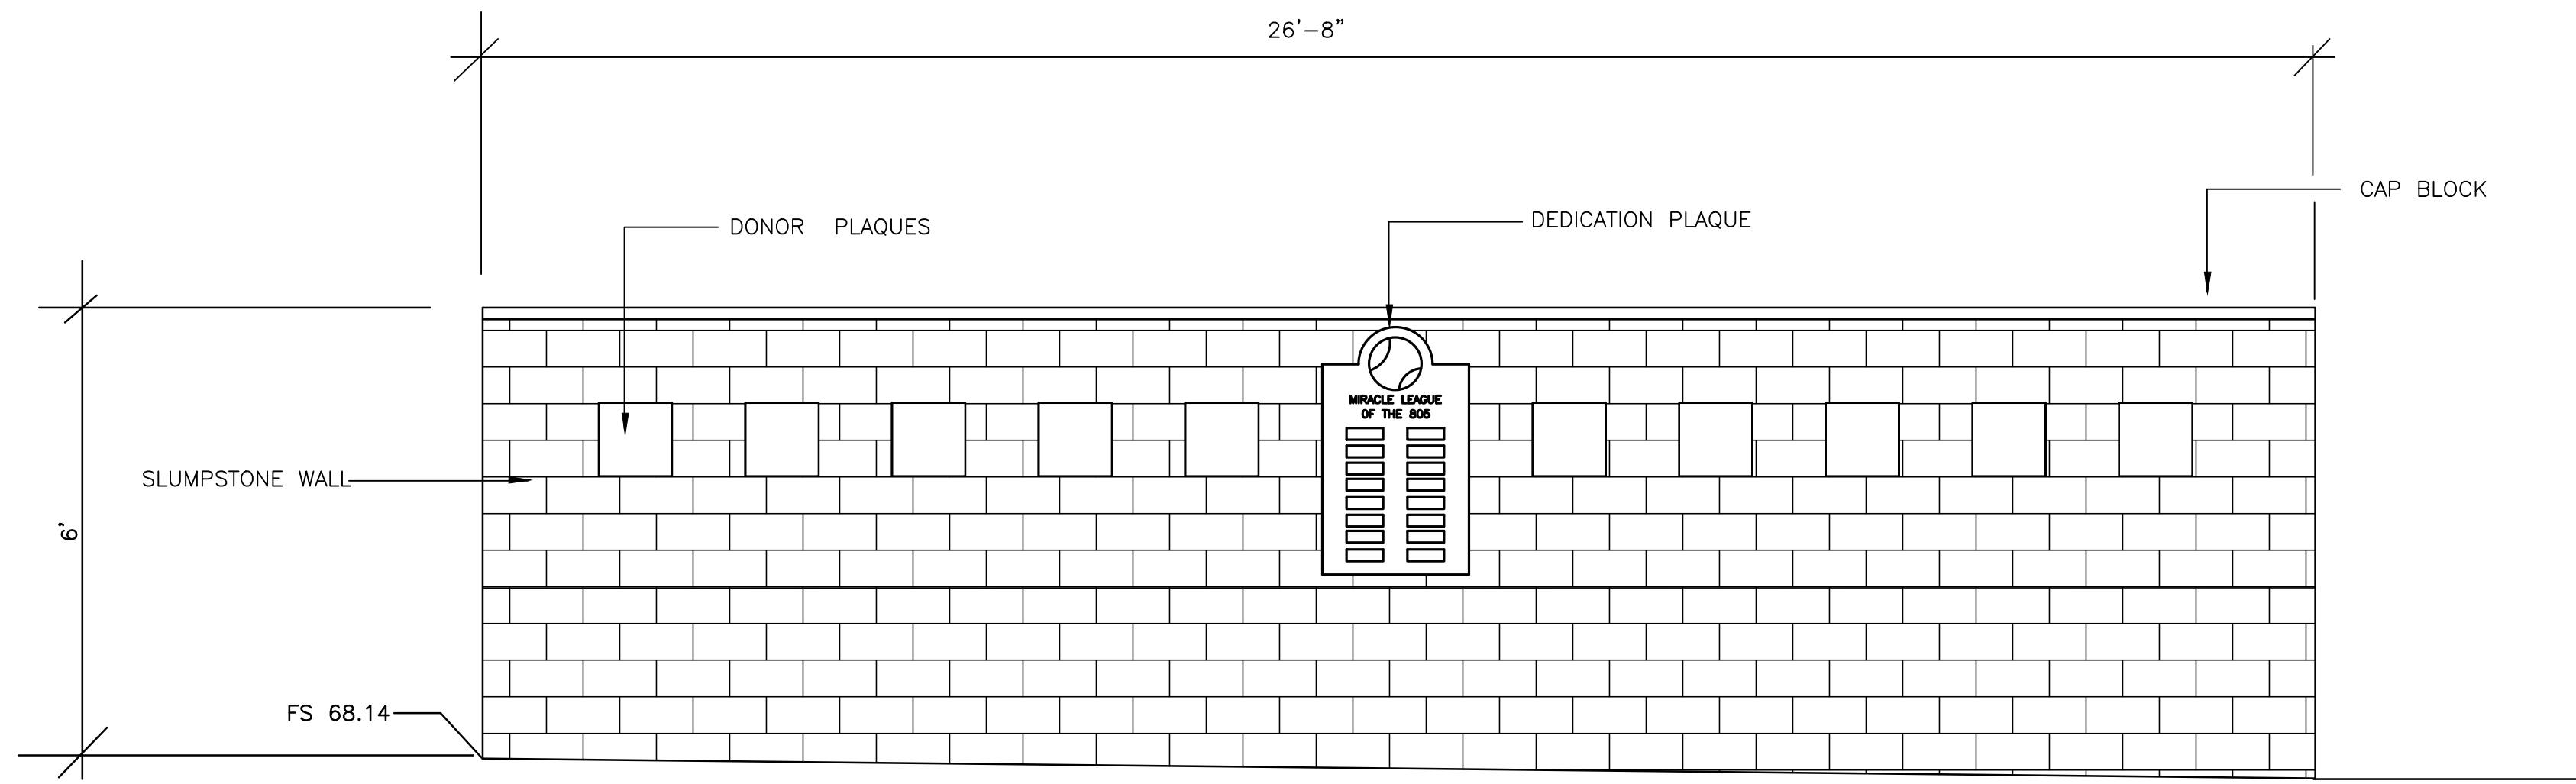 26'-8"
CAP BLOCK
DONOR PLAQUES
DEDICATION PLAQUE
MIRACLE LEAGUE
OF THE 805
SLUMPSTONE WALL
6'
FS 68.14